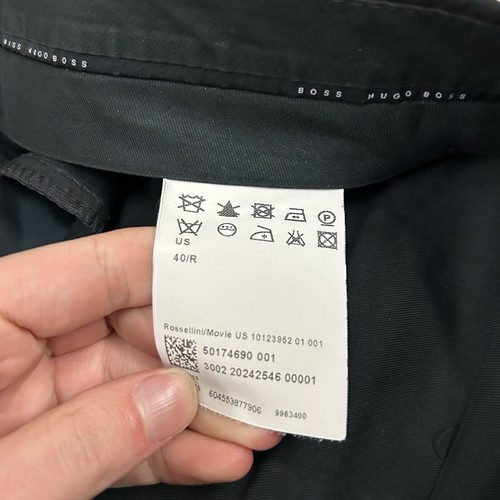 BOSS HUGO BOSS
BOSS HUGO BOSS
US
40/R
Rossellini/Movie US 10123952 01 001
50174690 001
3002 20242546 00001
604553877906 9963400